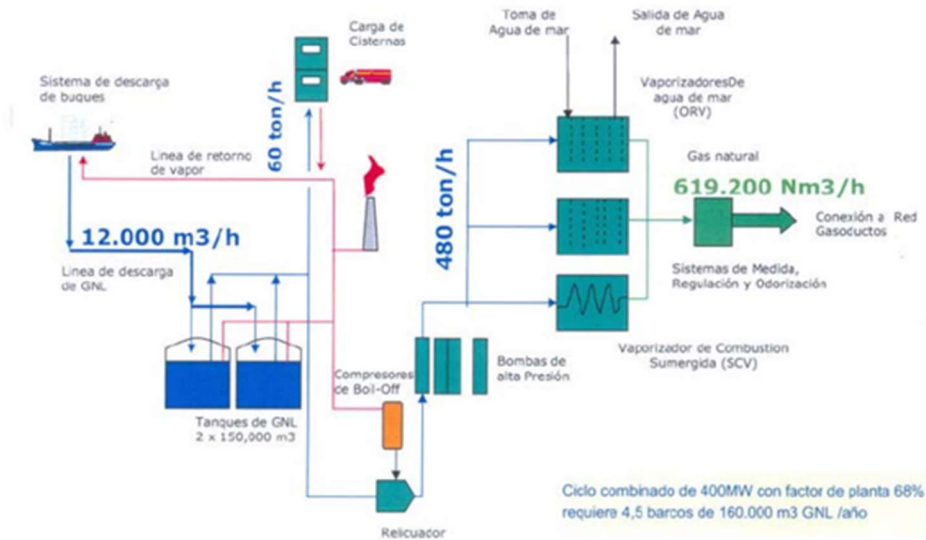 Carga de
Cisternas
Toma de
Agua de mar
Salida de Agua
de mar
Sistema de descarga
de buques
60 ton/h
VaporizadoresDe
agua de mar
(ORV)
Linea de retorno
de vapor
480 ton/h
Gas natural
619.200 Nm3/h
12.000 m3/h
Conexión a Red
Gasoductos
Linea de descarga
de GNL
Sistemas de Medida,
Regulación y Odorización
Vaporizador de Combustion
Sumergida (SCV)
Compresores
de Boil-Off
Bombas de
alta Presión
Tanques de GNL
2 x 150,000 m3
Relicuador
Ciclo combinado de 400MW con factor de planta 68%
requiere 4,5 barcos de 160.000 m3 GNL /año